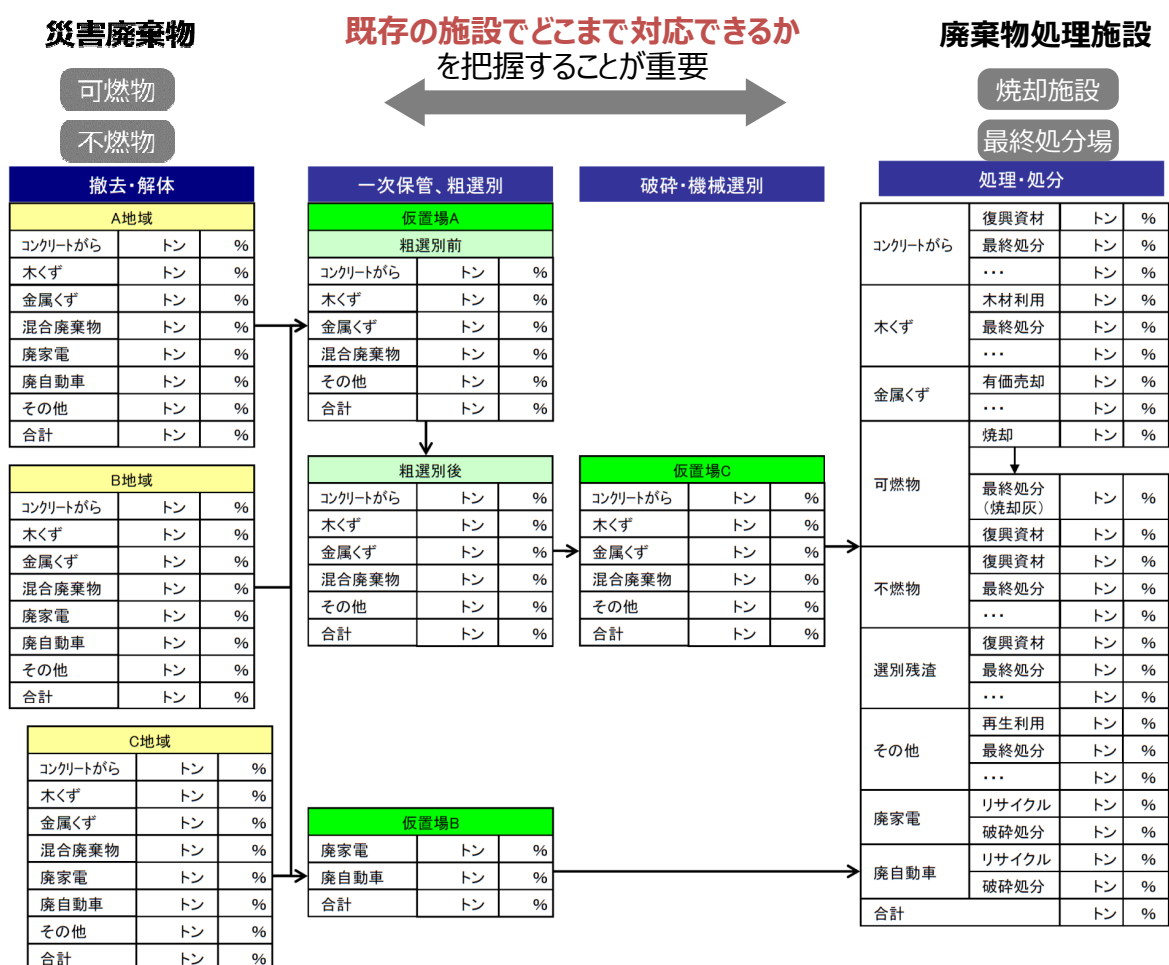 災害廃棄物
可燃物
不燃物
既存の施設でどこまで対応できるか
を把握することが重要
廃棄物処理施設
焼却施設
最終処分場
撤去・解体
A地域
コンクリートがら トン %
木くず トン %
金属くず トン %
混合廃棄物 トン %
廃家電 トン %
廃自動車 トン %
その他 トン %
合計 トン %
B地域
コンクリートがら トン %
木くず トン %
金属くず トン %
混合廃棄物 トン %
廃家電 トン %
廃自動車 トン %
その他 トン %
合計 トン %
C地域
コンクリートがら トン %
木くず トン %
金属くず トン %
混合廃棄物 トン %
廃家電 トン %
廃自動車 トン %
その他 トン %
合計 トン %
一次保管、粗選別
仮置場A
粗選別前
コンクリートがら トン %
木くず トン %
金属くず トン %
混合廃棄物 トン %
その他 トン %
合計 トン %
粗選別後
コンクリートがら トン %
木くず トン %
金属くず トン %
混合廃棄物 トン %
その他 トン %
合計 トン %
仮置場B
廃家電 トン %
廃自動車 トン %
合計 トン %
破砕・機械選別
仮置場C
コンクリートがら トン %
木くず トン %
金属くず トン %
混合廃棄物 トン %
その他 トン %
合計 トン %
処理・処分
コンクリートがら 復興資材 トン %
最終処分 トン %
・・・ トン %
木くず 木材利用 トン %
最終処分 トン %
・・・ トン %
金属くず 有価売却 トン %
・・・ トン %
可燃物 焼却 トン %
最終処分
（焼却灰） トン %
復興資材 トン %
不燃物 復興資材 トン %
最終処分 トン %
・・・ トン %
選別残渣 復興資材 トン %
最終処分 トン %
・・・ トン %
その他 再生利用 トン %
最終処分 トン %
・・・ トン %
廃家電 リサイクル トン %
破砕処分 トン %
廃自動車 リサイクル トン %
破砕処分 トン %
合計 トン %